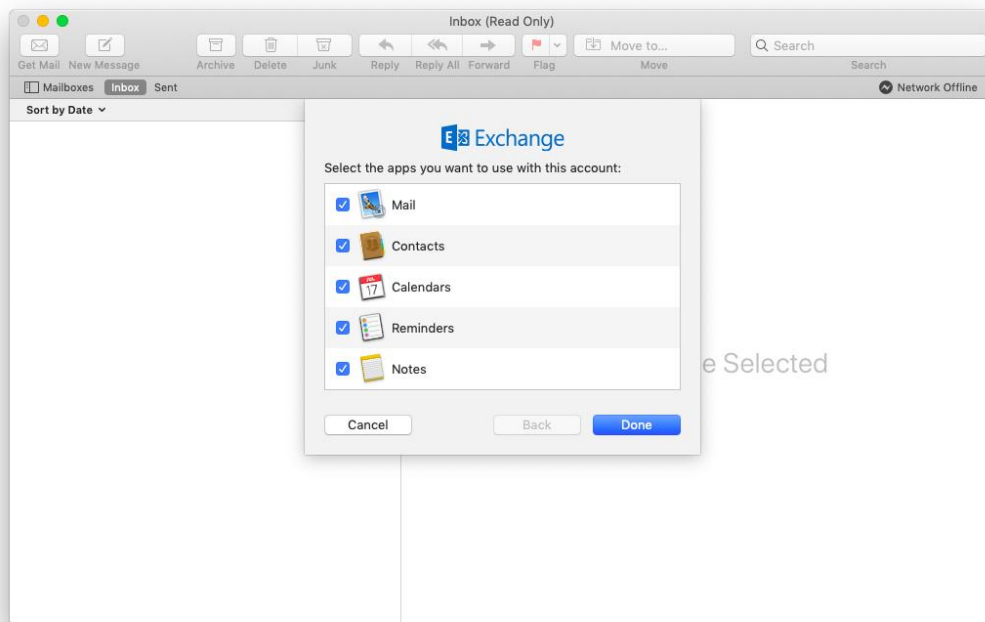 Inbox (Read Only)
Move to...
Search
Get Mail New Message Archive Delete Junk Reply Reply All Forward Flag Move Search
Mailboxes Inbox Sent Network Offline
Sort by Date
E Exchange
Select the apps you want to use with this account:
Mail
Contacts
JUL
17
Calendars
Reminders
Notes
e Selected
Cancel Back Done